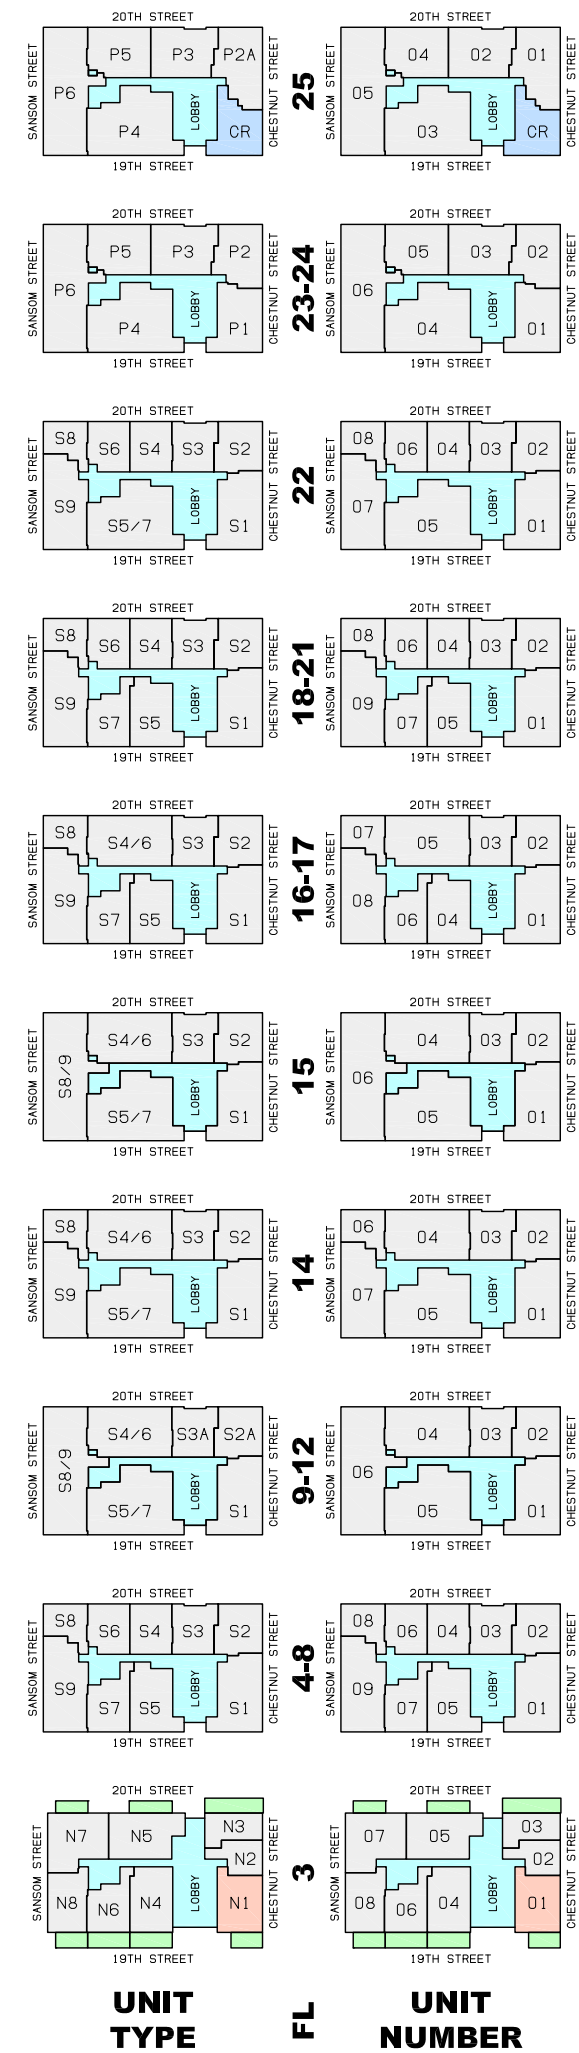 20TH STREET
20TH STREET
P5 P3 P2A
04 02 01
SANSOM STREET
P6
CHESTNUT STREET
25
SANSOM STREET
05
CHESTNUT STREET
P4 LOBBY CR
03 LOBBY CR
19TH STREET
19TH STREET
20TH STREET
20TH STREET
P5 P3 P2
05 03 02
SANSOM STREET
P6
CHESTNUT STREET
23-24
SANSOM STREET
06
CHESTNUT STREET
P4 LOBBY P1
04 LOBBY 01
19TH STREET
19TH STREET
20TH STREET
20TH STREET
S8 S6 S4 S3 S2
08 06 04 03 02
SANSOM STREET
CHESTNUT STREET
22
SANSOM STREET
CHESTNUT STREET
S9 S5/7 LOBBY S1
07 05 LOBBY 01
19TH STREET
19TH STREET
20TH STREET
20TH STREET
S8 S6 S4 S3 S2
08 06 04 03 02
SANSOM STREET
CHESTNUT STREET
18-21
SANSOM STREET
CHESTNUT STREET
S9 S7 S5 LOBBY S1
09 07 05 LOBBY 01
19TH STREET
19TH STREET
20TH STREET
20TH STREET
S8 S4/6 S3 S2
07 05 03 02
SANSOM STREET
CHESTNUT STREET
16-17
SANSOM STREET
CHESTNUT STREET
S9 S7 S5 LOBBY S1
08 06 04 LOBBY 01
19TH STREET
19TH STREET
20TH STREET
20TH STREET
S4/6 S3 S2
04 03 02
SANSOM STREET
S8/9
CHESTNUT STREET
15
SANSOM STREET
06
CHESTNUT STREET
S5/7 LOBBY S1
05 LOBBY 01
19TH STREET
19TH STREET
20TH STREET
20TH STREET
S8 S4/6 S3 S2
06 04 03 02
SANSOM STREET
CHESTNUT STREET
14
SANSOM STREET
CHESTNUT STREET
S9 S5/7 LOBBY S1
07 05 LOBBY 01
19TH STREET
19TH STREET
20TH STREET
20TH STREET
S4/6 S3A S2A
04 03 02
SANSOM STREET
S8/9
CHESTNUT STREET
9-12
SANSOM STREET
06
CHESTNUT STREET
S5/7 LOBBY S1
05 LOBBY 01
19TH STREET
19TH STREET
20TH STREET
20TH STREET
S8 S6 S4 S3 S2
08 06 04 03 02
SANSOM STREET
CHESTNUT STREET
4-8
SANSOM STREET
CHESTNUT STREET
S9 S7 S5 LOBBY S1
09 07 05 LOBBY 01
19TH STREET
19TH STREET
20TH STREET
20TH STREET
N7 N5 N3
07 05 03
N2
02
SANSOM STREET
CHESTNUT STREET
3
SANSOM STREET
CHESTNUT STREET
N8 N6 N4 LOBBY N1
08 06 04 LOBBY 01
19TH STREET
19TH STREET
UNIT
TYPE
FL
UNIT
NUMBER